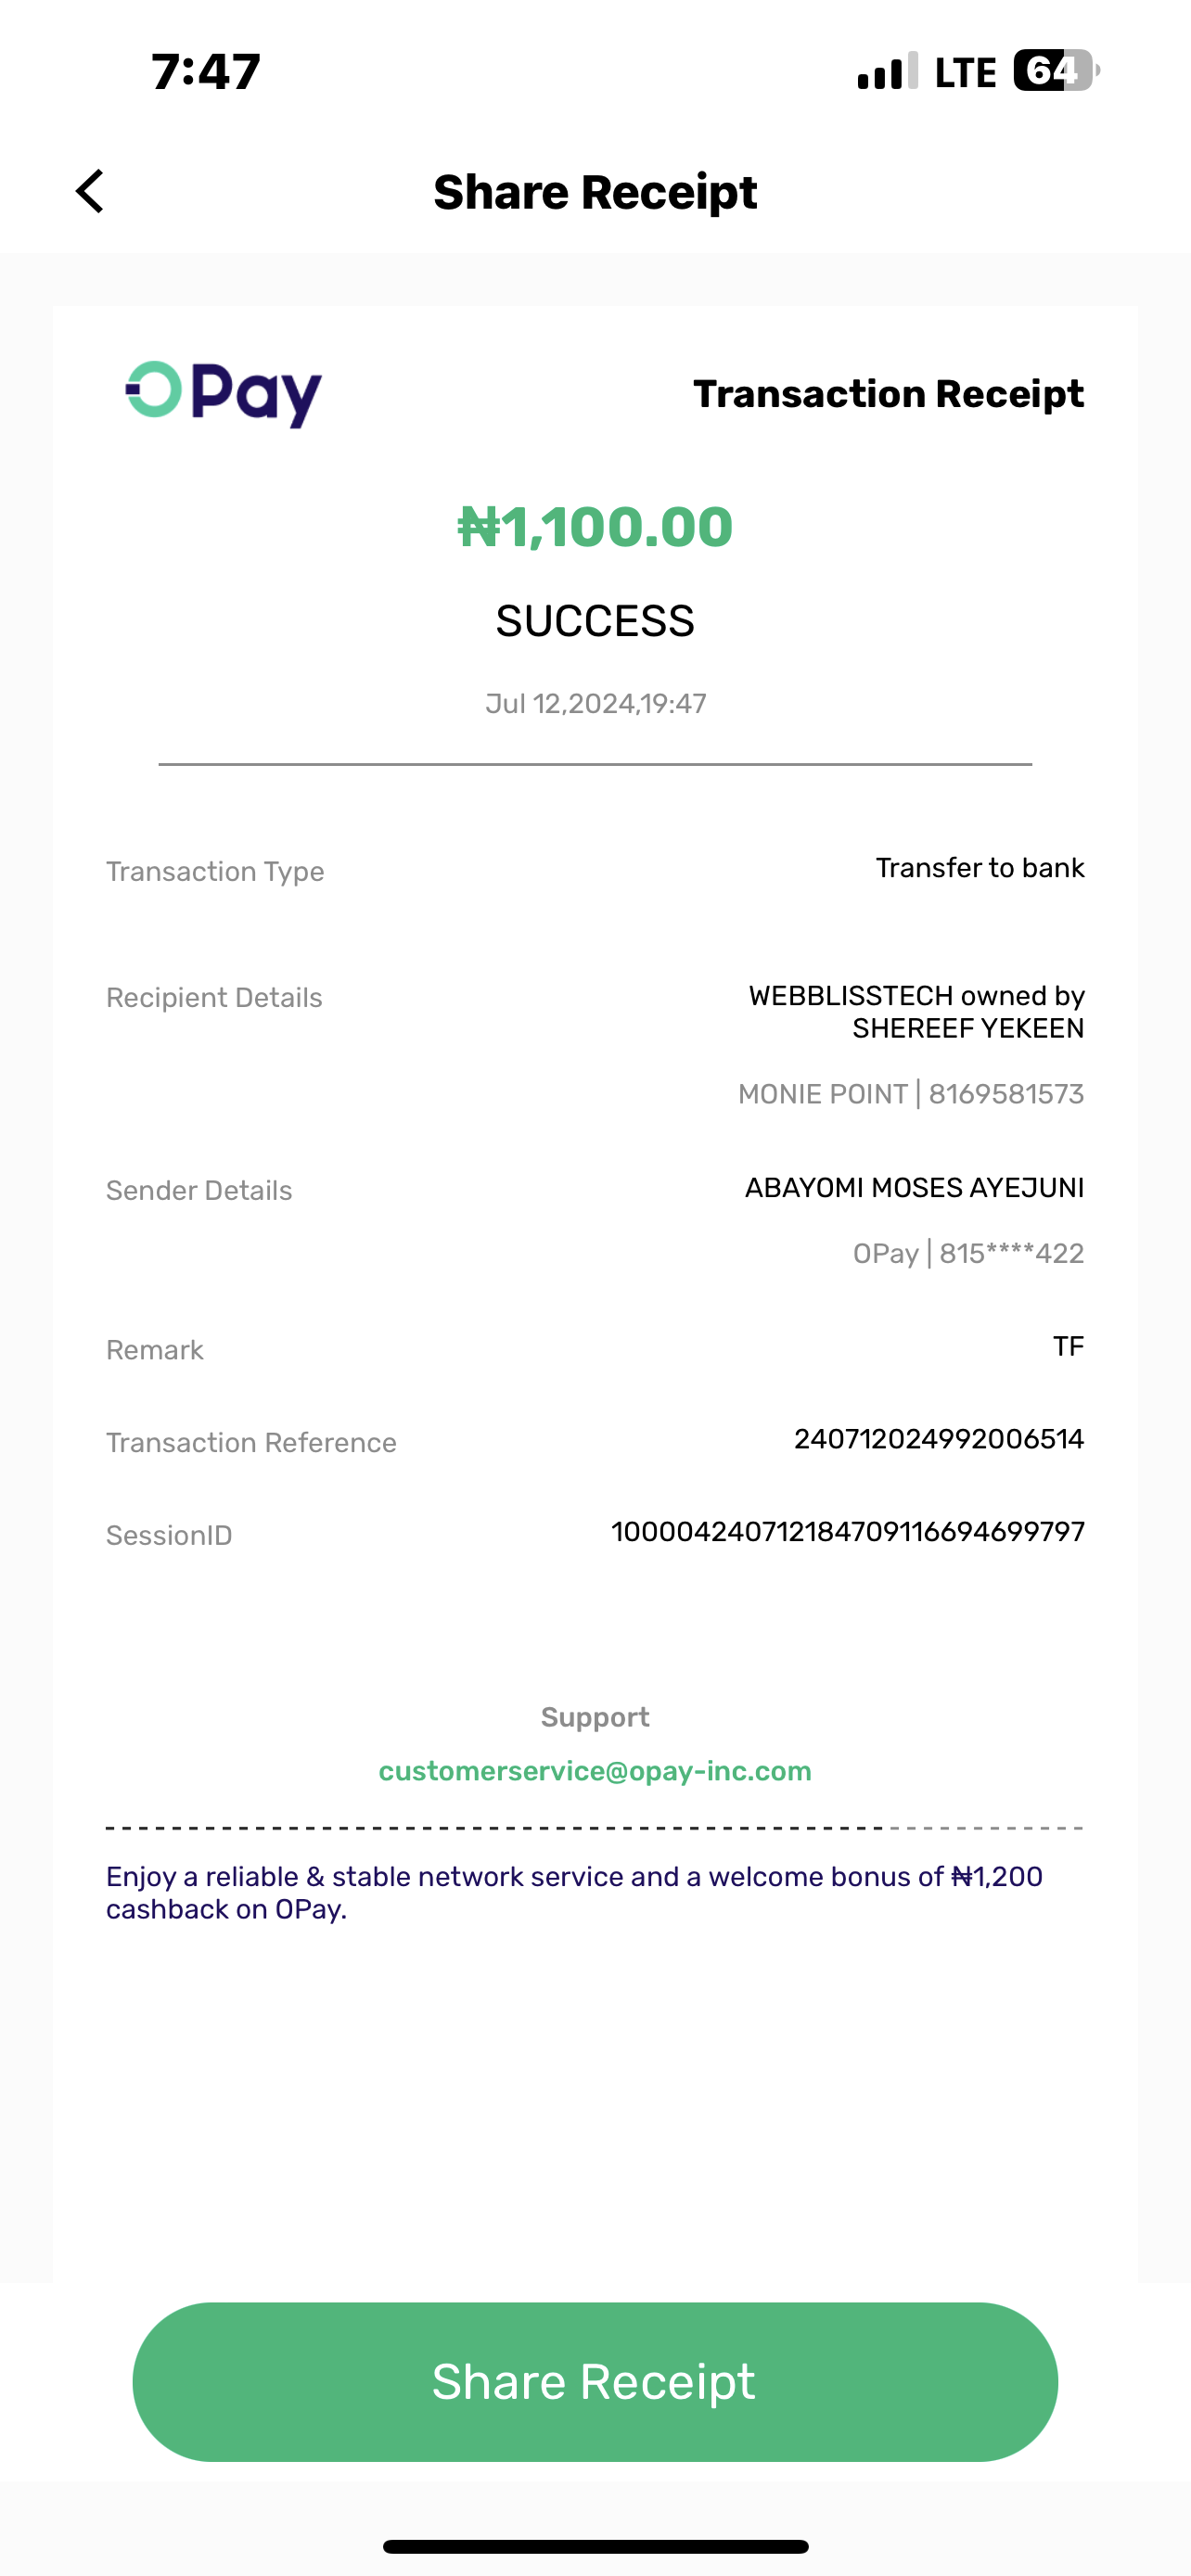 7:47
LTE 64
Share Receipt
OPay
Transaction Receipt
₦1,100.00
SUCCESS
Jul 12,2024,19:47
Transaction Type
Transfer to bank
Recipient Details
WEBBLISSTECH owned by
SHEREEF YEKEEN
MONIE POINT | 8169581573
Sender Details
ABAYOMI MOSES AYEJUNI
OPay | 815****422
Remark
TF
Transaction Reference
240712024992006514
SessionID
100004240712184709116694699797
Support
customerservice@opay-inc.com
Enjoy a reliable & stable network service and a welcome bonus of ₦1,200
cashback on OPay.
Share Receipt